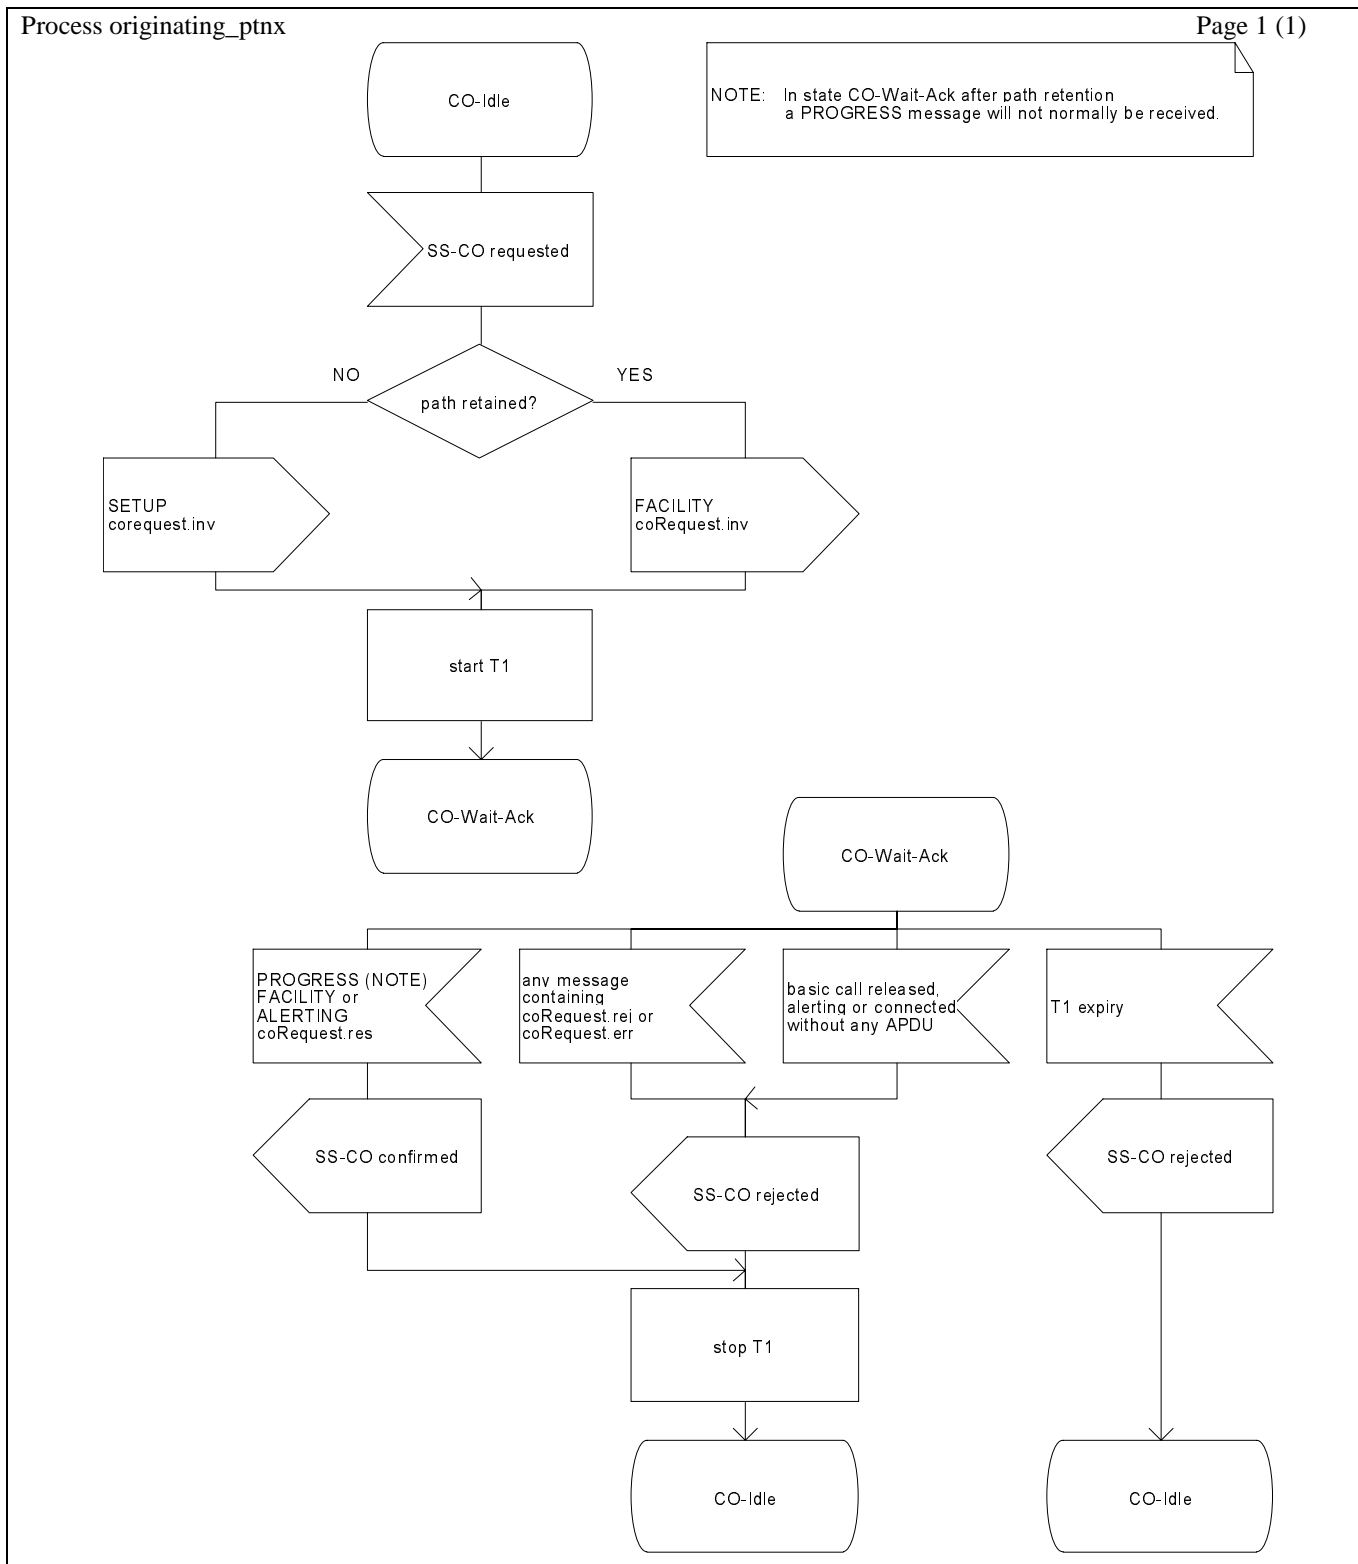 Process originating_ptnx
Page 1 (1)
CO-Idle
NOTE: In state CO-Wait-Ack after path retention
a PROGRESS message will not normally be received.
SS-CO requested
NO
YES
path retained?
SETUP
corequest.inv
FACILITY
coRequest.inv
start T1
CO-Wait-Ack
CO-Wait-Ack
PROGRESS (NOTE)
FACILITY or
ALERTING
coRequest.res
any message
containing
coRequest.rej or
coRequest.err
basic call released,
alerting or connected
without any APDU
T1 expiry
SS-CO confirmed
SS-CO rejected
SS-CO rejected
stop T1
CO-Idle
CO-Idle